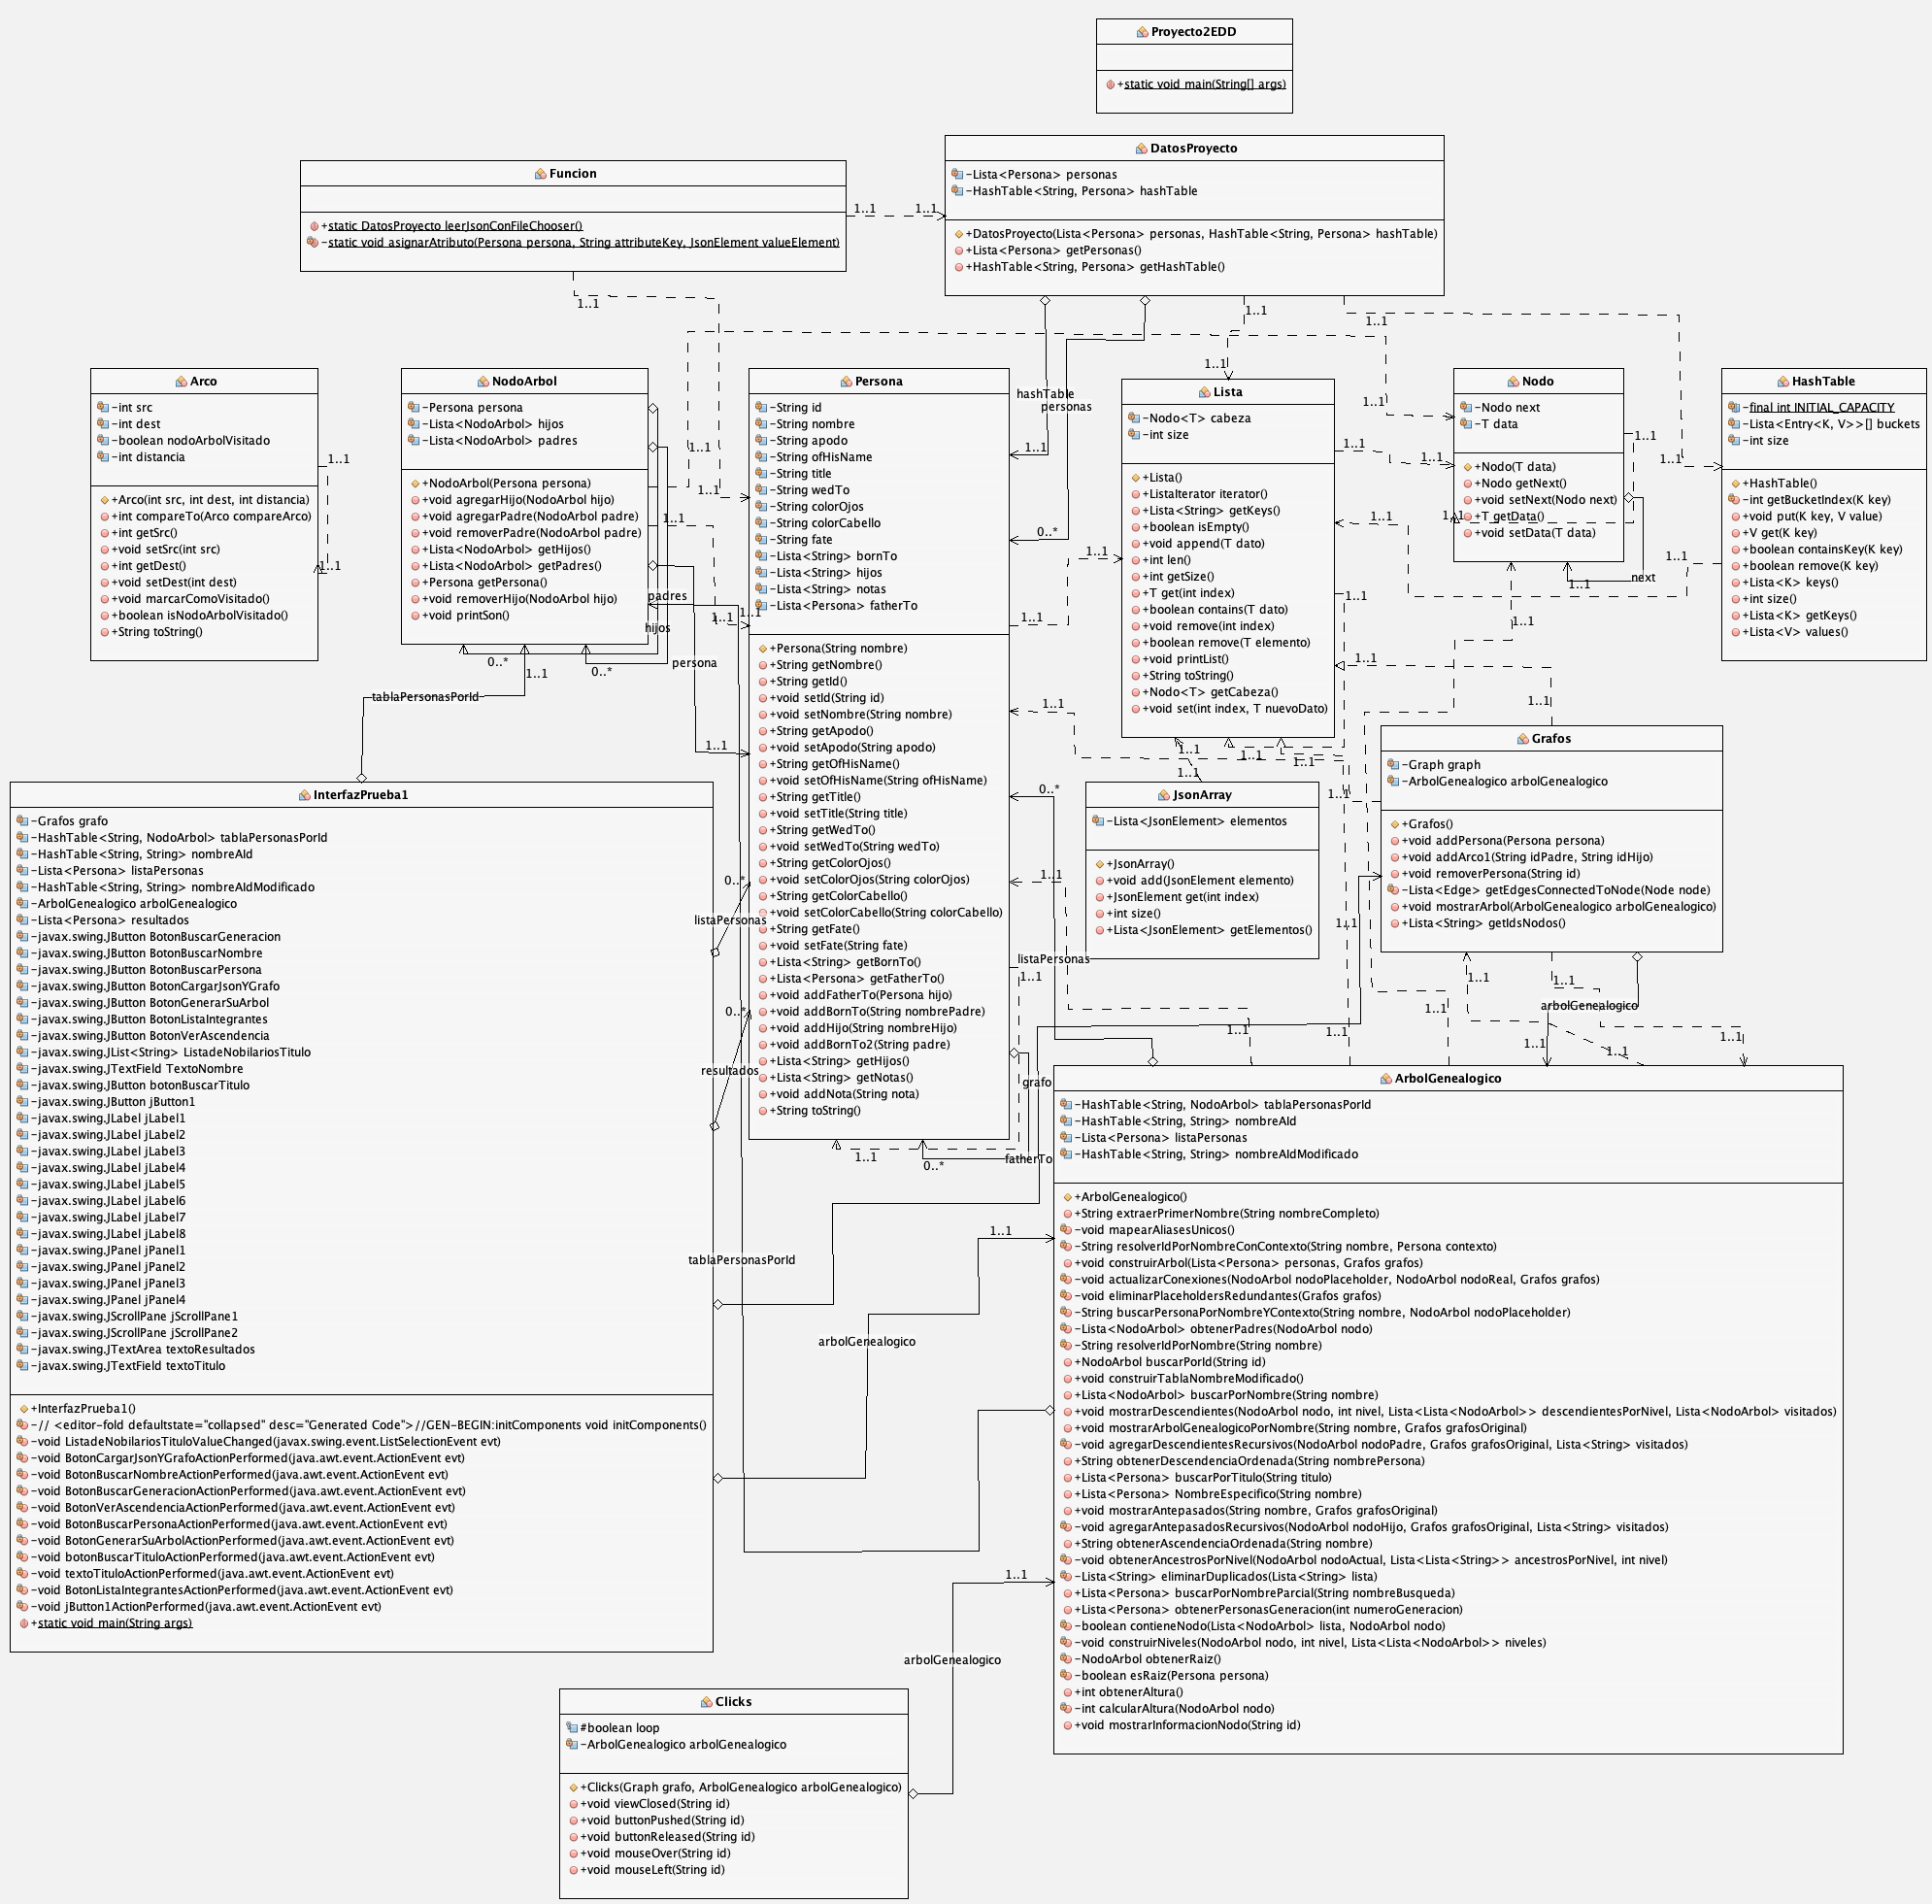 Proyecto2EDD
+static void main(String[] args)
DatosProyecto
-Lista<Persona> personas
-HashTable<String, Persona> hashTable
+DatosProyecto(Lista<Persona> personas, HashTable<String, Persona> hashTable)
+Lista<Persona> getPersonas()
+HashTable<String, Persona> getHashTable()
Funcion
+static DatosProyecto leerJsonConFileChooser()
-static void asignarAtributo(Persona persona, String attributeKey, JsonElement valueElement)
1..1
1..1
1..1
1..1
1..1
1..1
hashTable
personas
Arco
-int src
-int dest
-boolean nodoArbolVisitado
-int distancia
+Arco(int src, int dest, int distancia)
+int compareTo(Arco compareArco)
+int getSrc()
+void setSrc(int src)
+int getDest()
+void setDest(int dest)
+void marcarComoVisitado()
+boolean isNodoArbolVisitado()
+String toString()
1..1
1..1
NodoArbol
-Persona persona
-Lista<NodoArbol> hijos
-Lista<NodoArbol> padres
+NodoArbol(Persona persona)
+void agregarHijo(NodoArbol hijo)
+void agregarPadre(NodoArbol padre)
+void removerPadre(NodoArbol padre)
+Lista<NodoArbol> getHijos()
+Lista<NodoArbol> getPadres()
+Persona getPersona()
+void removerHijo(NodoArbol hijo)
+void printSon()
1..1
1..1
1..1
padres
1..1
1..1
hijos
0..*
1..1
0..*
persona
tablaPersonasPorId
1..1
Persona
-String id
-String nombre
-String apodo
-String ofHisName
-String title
-String wedTo
-String colorOjos
-String colorCabello
-String fate
-Lista<String> bornTo
-Lista<String> hijos
-Lista<String> notas
-Lista<Persona> fatherTo
+Persona(String nombre)
+String getNombre()
+String getId()
+void setId(String id)
+void setNombre(String nombre)
+String getApodo()
+void setApodo(String apodo)
+String getOfHisName()
+void setOfHisName(String ofHisName)
+String getTitle()
+void setTitle(String title)
+String getWedTo()
+void setWedTo(String wedTo)
+String getColorOjos()
+void setColorOjos(String colorOjos)
+String getColorCabello()
+void setColorCabello(String colorCabello)
+String getFate()
+void setFate(String fate)
+Lista<String> getBornTo()
+Lista<Persona> getFatherTo()
+void addFatherTo(Persona hijo)
+void addBornTo(String nombrePadre)
+void addHijo(String nombreHijo)
+void addBornTo2(String padre)
+Lista<String> getHijos()
+Lista<String> getNotas()
+void addNota(String nota)
+String toString()
1..1
0..*
1..1
1..1
1..1
0..*
1..1
listaPersonas
1..1
grafo
fatherTo
1..1
0..*
Lista
-Nodo<T> cabeza
-int size
+Lista()
+ListaIterator iterator()
+Lista<String> getKeys()
+boolean isEmpty()
+void append(T dato)
+int len()
+int getSize()
+T get(int index)
+boolean contains(T dato)
+void remove(int index)
+boolean remove(T elemento)
+void printList()
+String toString()
+Nodo<T> getCabeza()
+void set(int index, T nuevoDato)
1..1
1..1
1..1
1..1
1..1
1..1
1..1
1..1
1..1
1..1
Nodo
-Nodo next
-T data
+Nodo(T data)
+Nodo getNext()
+void setNext(Nodo next)
+T getData()
+void setData(T data)
1..1
1..1
1..1
next
1..1
HashTable
-final int INITIAL_CAPACITY
-Lista<Entry<K, V>>[] buckets
-int size
+HashTable()
-int getBucketIndex(K key)
+void put(K key, V value)
+V get(K key)
+boolean containsKey(K key)
+boolean remove(K key)
+Lista<K> keys()
+int size()
+Lista<K> getKeys()
+Lista<V> values()
1..1
1..1
JsonArray
-Lista<JsonElement> elementos
+JsonArray()
+void add(JsonElement elemento)
+JsonElement get(int index)
+int size()
+Lista<JsonElement> getElementos()
1..1
Grafos
-Graph graph
-ArbolGenealogico arbolGenealogico
+Grafos()
+void addPersona(Persona persona)
+void addArco1(String idPadre, String idHijo)
+void removerPersona(String id)
-Lista<Edge> getEdgesConnectedToNode(Node node)
+void mostrarArbol(ArbolGenealogico arbolGenealogico)
+Lista<String> getIdsNodos()
1..1
1..1
1..1
1..1
1..1
arbolGenealogico
1..1
1..1
1..1
1..1
1..1
1..1
InterfazPrueba1
-Grafos grafo
-HashTable<String, NodoArbol> tablaPersonasPorId
-HashTable<String, String> nombreAId
-Lista<Persona> listaPersonas
-HashTable<String, String> nombreAIdModificado
-ArbolGenealogico arbolGenealogico
-Lista<Persona> resultados
-javax.swing.JButton BotonBuscarGeneracion
-javax.swing.JButton BotonBuscarNombre
-javax.swing.JButton BotonBuscarPersona
-javax.swing.JButton BotonCargarJsonYGrafo
-javax.swing.JButton BotonGenerarSuArbol
-javax.swing.JButton BotonListaIntegrantes
-javax.swing.JButton BotonVerAscendencia
-javax.swing.JList<String> ListadeNobilariosTitulo
-javax.swing.JTextField TextoNombre
-javax.swing.JButton botonBuscarTitulo
-javax.swing.JButton jButton1
-javax.swing.JLabel jLabel1
-javax.swing.JLabel jLabel2
-javax.swing.JLabel jLabel3
-javax.swing.JLabel jLabel4
-javax.swing.JLabel jLabel5
-javax.swing.JLabel jLabel6
-javax.swing.JLabel jLabel7
-javax.swing.JLabel jLabel8
-javax.swing.JPanel jPanel1
-javax.swing.JPanel jPanel2
-javax.swing.JPanel jPanel3
-javax.swing.JPanel jPanel4
-javax.swing.JScrollPane jScrollPane1
-javax.swing.JScrollPane jScrollPane2
-javax.swing.JTextArea textoResultados
-javax.swing.JTextField textoTitulo
+InterfazPrueba1()
-// <editor-fold defaultstate="collapsed" desc="Generated Code">//GEN-BEGIN:initComponents void initComponents()
-void ListadeNobilariosTituloValueChanged(javax.swing.event.ListSelectionEvent evt)
-void BotonCargarJsonYGrafoActionPerformed(java.awt.event.ActionEvent evt)
-void BotonBuscarNombreActionPerformed(java.awt.event.ActionEvent evt)
-void BotonBuscarGeneracionActionPerformed(java.awt.event.ActionEvent evt)
-void BotonVerAscendenciaActionPerformed(java.awt.event.ActionEvent evt)
-void BotonBuscarPersonaActionPerformed(java.awt.event.ActionEvent evt)
-void BotonGenerarSuArbolActionPerformed(java.awt.event.ActionEvent evt)
-void botonBuscarTituloActionPerformed(java.awt.event.ActionEvent evt)
-void textoTituloActionPerformed(java.awt.event.ActionEvent evt)
-void BotonListaIntegrantesActionPerformed(java.awt.event.ActionEvent evt)
-void jButton1ActionPerformed(java.awt.event.ActionEvent evt)
+static void main(String args)
0..*
listaPersonas
0..*
resultados
tablaPersonasPorId
arbolGenealogico
1..1
ArbolGenealogico
-HashTable<String, NodoArbol> tablaPersonasPorId
-HashTable<String, String> nombreAId
-Lista<Persona> listaPersonas
-HashTable<String, String> nombreAIdModificado
+ArbolGenealogico()
+String extraerPrimerNombre(String nombreCompleto)
-void mapearAliasesUnicos()
-String resolverIdPorNombreConContexto(String nombre, Persona contexto)
+void construirArbol(Lista<Persona> personas, Grafos grafos)
-void actualizarConexiones(NodoArbol nodoPlaceholder, NodoArbol nodoReal, Grafos grafos)
-void eliminarPlaceholdersRedundantes(Grafos grafos)
-String buscarPersonaPorNombreYContexto(String nombre, NodoArbol nodoPlaceholder)
-Lista<NodoArbol> obtenerPadres(NodoArbol nodo)
-String resolverIdPorNombre(String nombre)
+NodoArbol buscarPorId(String id)
+void construirTablaNombreModificado()
+Lista<NodoArbol> buscarPorNombre(String nombre)
+void mostrarDescendientes(NodoArbol nodo, int nivel, Lista<Lista<NodoArbol>> descendientesPorNivel, Lista<NodoArbol> visitados)
+void mostrarArbolGenealogicoPorNombre(String nombre, Grafos grafosOriginal)
-void agregarDescendientesRecursivos(NodoArbol nodoPadre, Grafos grafosOriginal, Lista<String> visitados)
+String obtenerDescendenciaOrdenada(String nombrePersona)
+Lista<Persona> buscarPorTitulo(String titulo)
+Lista<Persona> NombreEspecifico(String nombre)
+void mostrarAntepasados(String nombre, Grafos grafosOriginal)
-void agregarAntepasadosRecursivos(NodoArbol nodoHijo, Grafos grafosOriginal, Lista<String> visitados)
+String obtenerAscendenciaOrdenada(String nombre)
-void obtenerAncestrosPorNivel(NodoArbol nodoActual, Lista<Lista<String>> ancestrosPorNivel, int nivel)
-Lista<String> eliminarDuplicados(Lista<String> lista)
+Lista<Persona> buscarPorNombreParcial(String nombreBusqueda)
+Lista<Persona> obtenerPersonasGeneracion(int numeroGeneracion)
-boolean contieneNodo(Lista<NodoArbol> lista, NodoArbol nodo)
-void construirNiveles(NodoArbol nodo, int nivel, Lista<Lista<NodoArbol>> niveles)
-NodoArbol obtenerRaiz()
-boolean esRaiz(Persona persona)
+int obtenerAltura()
-int calcularAltura(NodoArbol nodo)
+void mostrarInformacionNodo(String id)
1..1
arbolGenealogico
Clicks
#boolean loop
-ArbolGenealogico arbolGenealogico
+Clicks(Graph grafo, ArbolGenealogico arbolGenealogico)
+void viewClosed(String id)
+void buttonPushed(String id)
+void buttonReleased(String id)
+void mouseOver(String id)
+void mouseLeft(String id)